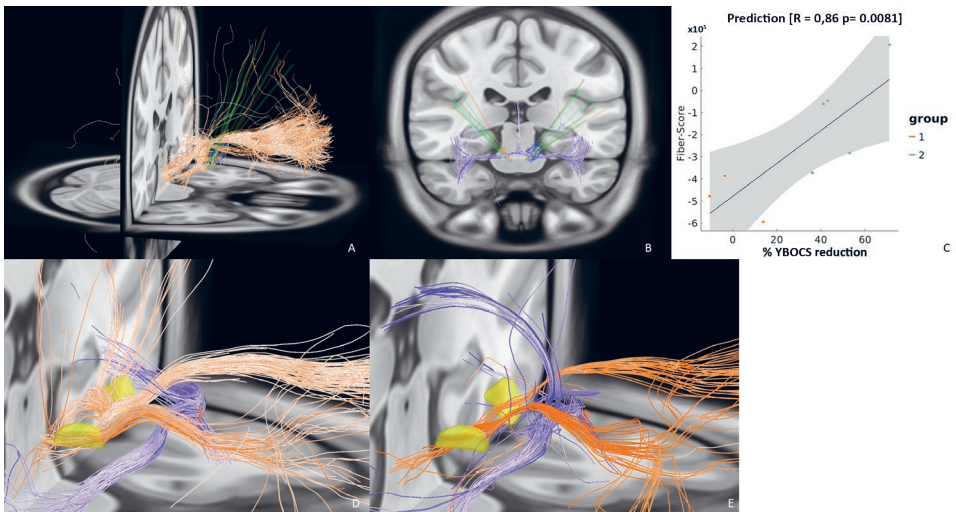 A
B
Prediction [R = 0,86 p= 0.0081]
x10⁵
2
1
0
-1
-2
-3
-4
-5
-6
Fiber-Score
0
20
40
60
% YBOCS reduction
group
1
2
C
D
E